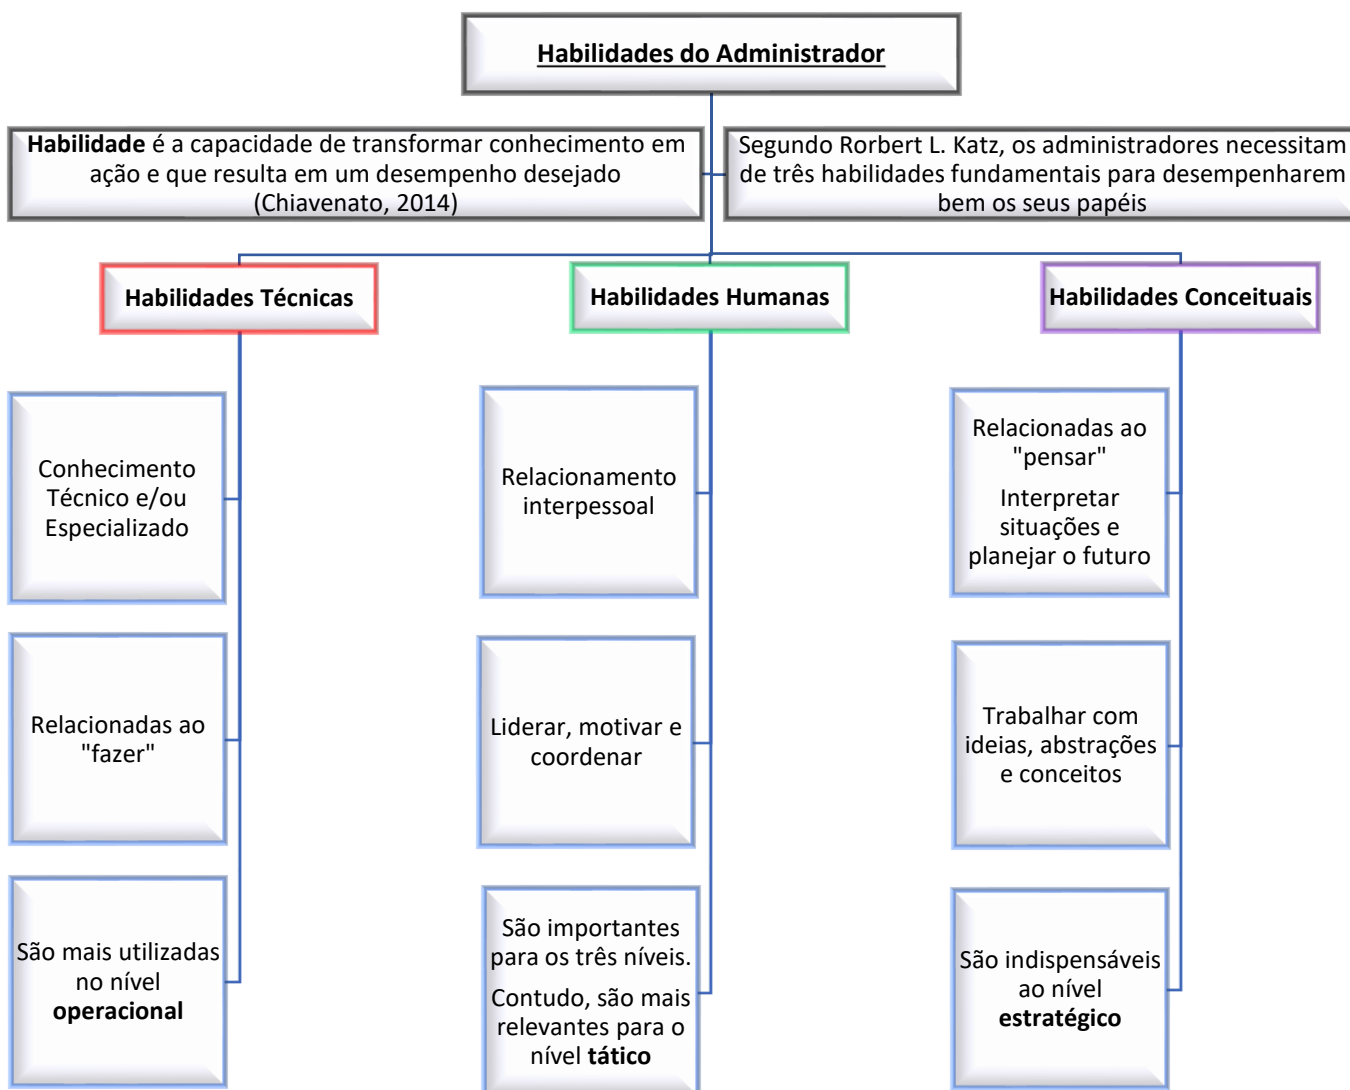 Habilidades do Administrador
Habilidade é a capacidade de transformar conhecimento em
ação e que resulta em um desempenho desejado
(Chiavenato, 2014)
Segundo Rorbert L. Katz, os administradores necessitam
de três habilidades fundamentais para desempenharem
bem os seus papéis
Habilidades Técnicas
Conhecimento
Técnico e/ou
Especializado
Relacionadas ao
"fazer"
São mais utilizadas
no nível
operacional
Habilidades Humanas
Relacionamento
interpessoal
Liderar, motivar e
coordenar
São importantes
para os três níveis.
Contudo, são mais
relevantes para o
nível tático
Habilidades Conceituais
Relacionadas ao
"pensar"
Interpretar
situações e
planejar o futuro
Trabalhar com
ideias, abstrações
e conceitos
São indispensáveis
ao nível
estratégico